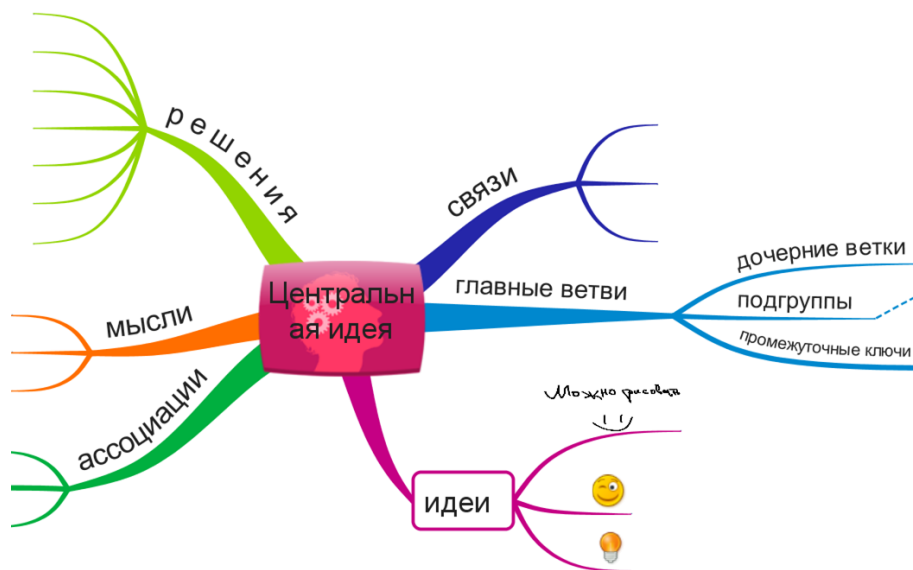 решения
связи
дочерние ветки
главные ветви
подгруппы
Центральн
ая идея
мысли
промежуточные ключи
ассоциации
Можно рисовать
идеи